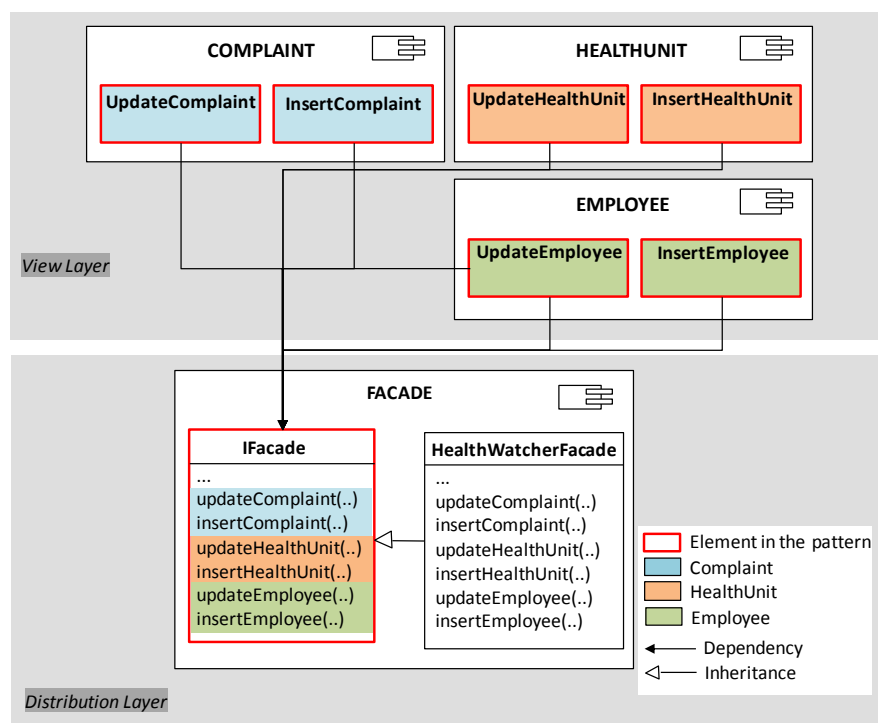 COMPLAINT
UpdateComplaint
InsertComplaint
HEALTHUNIT
UpdateHealthUnit
InsertHealthUnit
EMPLOYEE
UpdateEmployee
InsertEmployee
View Layer
FACADE
IFacade
...
updateComplaint(..)
insertComplaint(..)
updateHealthUnit(..)
insertHealthUnit(..)
updateEmployee(..)
insertEmployee(..)
HealthWatcherFacade
...
updateComplaint(..)
insertComplaint(..)
updateHealthUnit(..)
insertHealthUnit(..)
updateEmployee(..)
insertEmployee(..)
Element in the pattern
Complaint
HealthUnit
Employee
Dependency
Inheritance
Distribution Layer